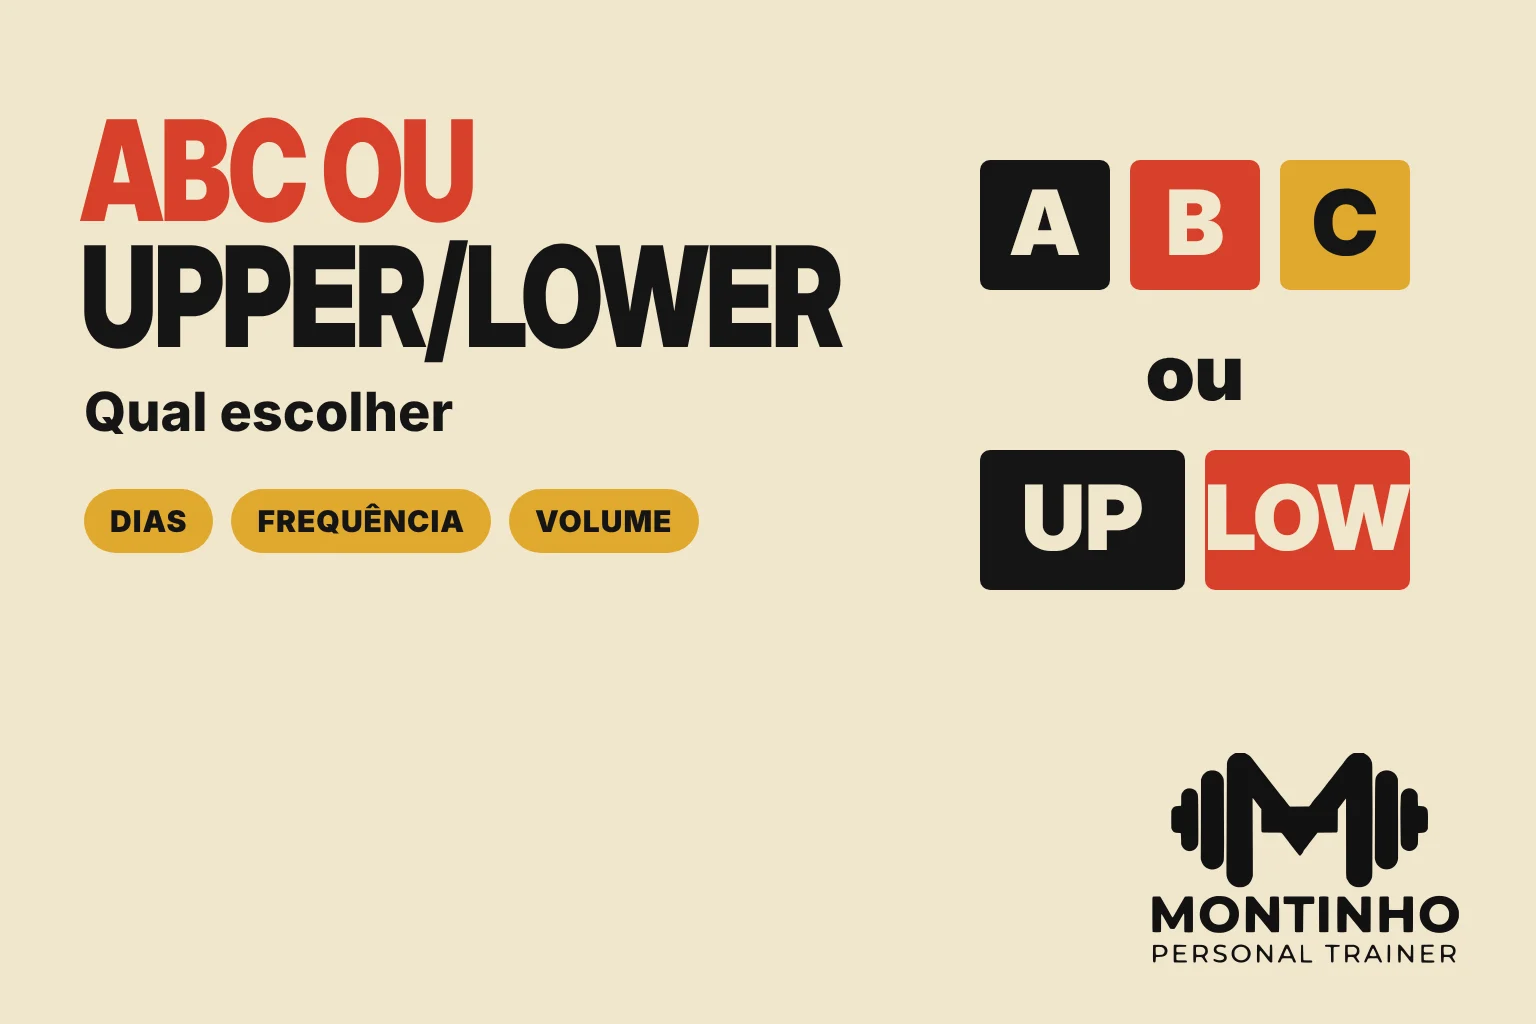 ABC OU
UPPER/LOWER
Qual escolher
DIAS FREQUÊNCIA VOLUME
A B C
ou
UP LOW
MONTINHO
PERSONAL TRAINER